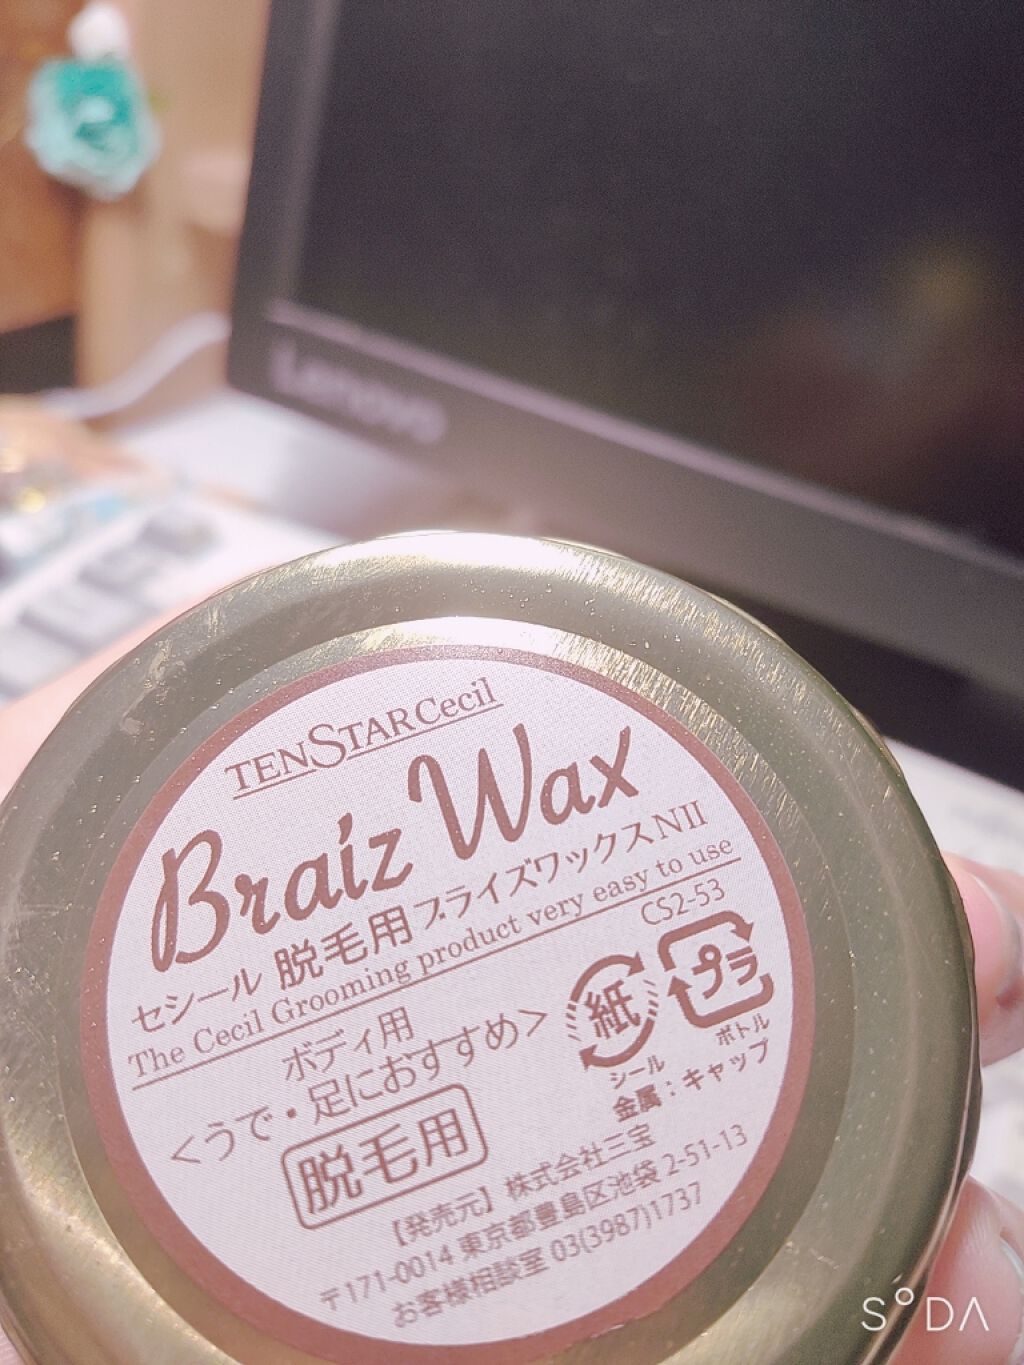 Lenovo
TENSTARCecil
Braiz Wax
セシール 脱毛用ブライズワックスNII
The Cecil Grooming product very easy to use
CS2-53
ボディ用
<うで・足におすすめ>
脱毛用
紙
プラ
シール
ボトル
金属：キャップ
【発売元】株式会社三宝
〒171-0014 東京都豊島区池袋 2-51-13
お客様相談室 03(3987)1737
SODA